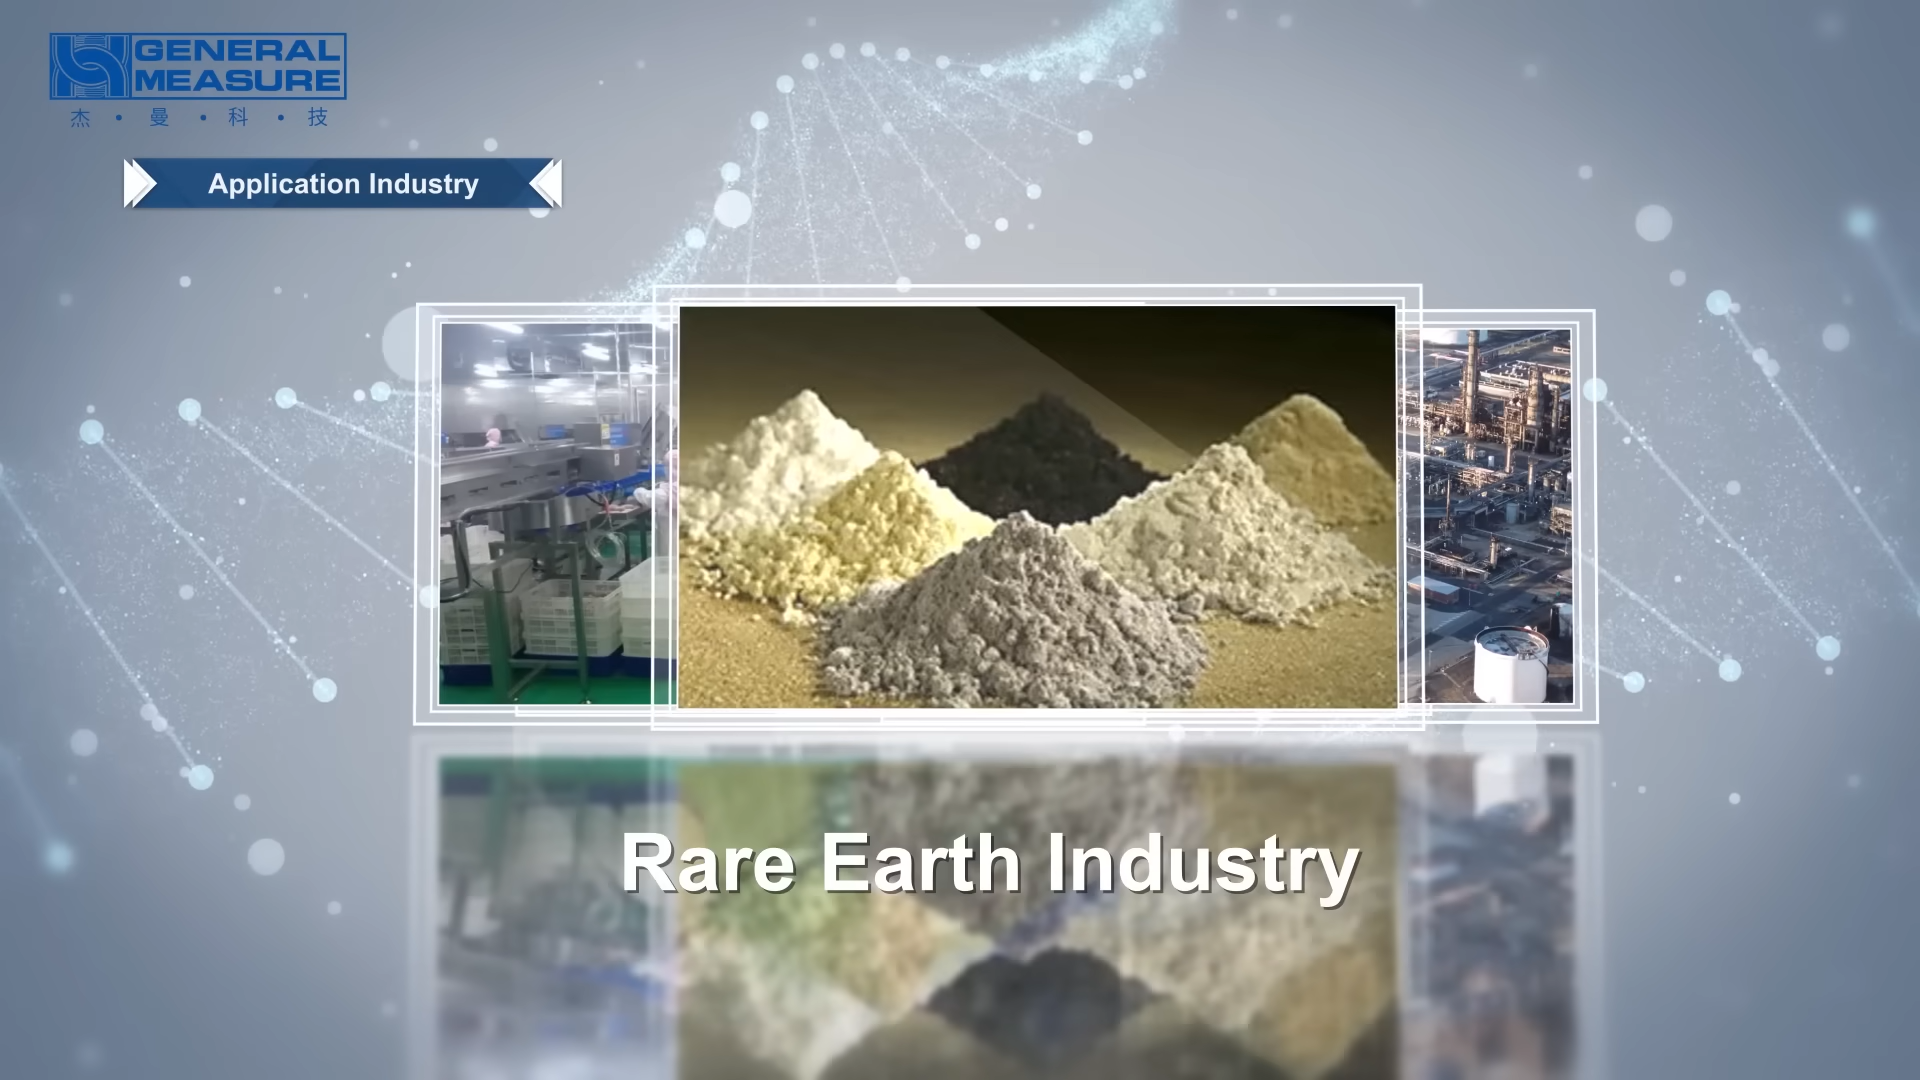 GENERAL
MEASURE
杰·曼·科·技
Application Industry
Rare Earth Industry